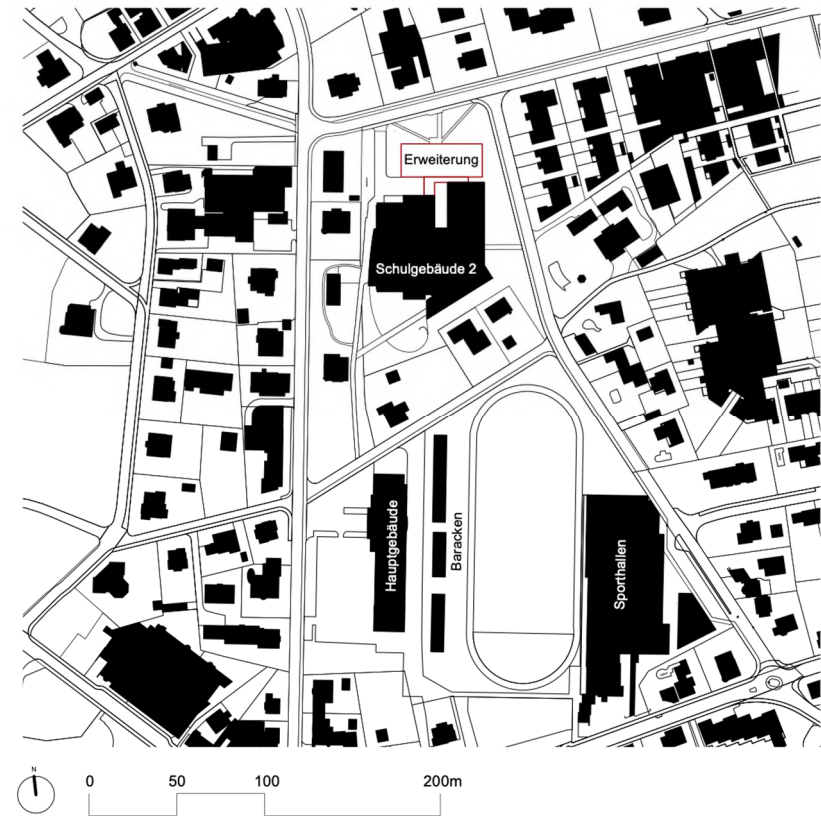 Erweiterung
Schulgebäude 2
Hauptgebäude
Baracken
Sporthallen
N
0 50 100 200m